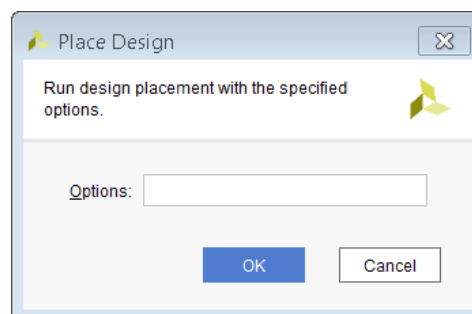 Place Design
Run design placement with the specified
options.
Options:
OK
Cancel